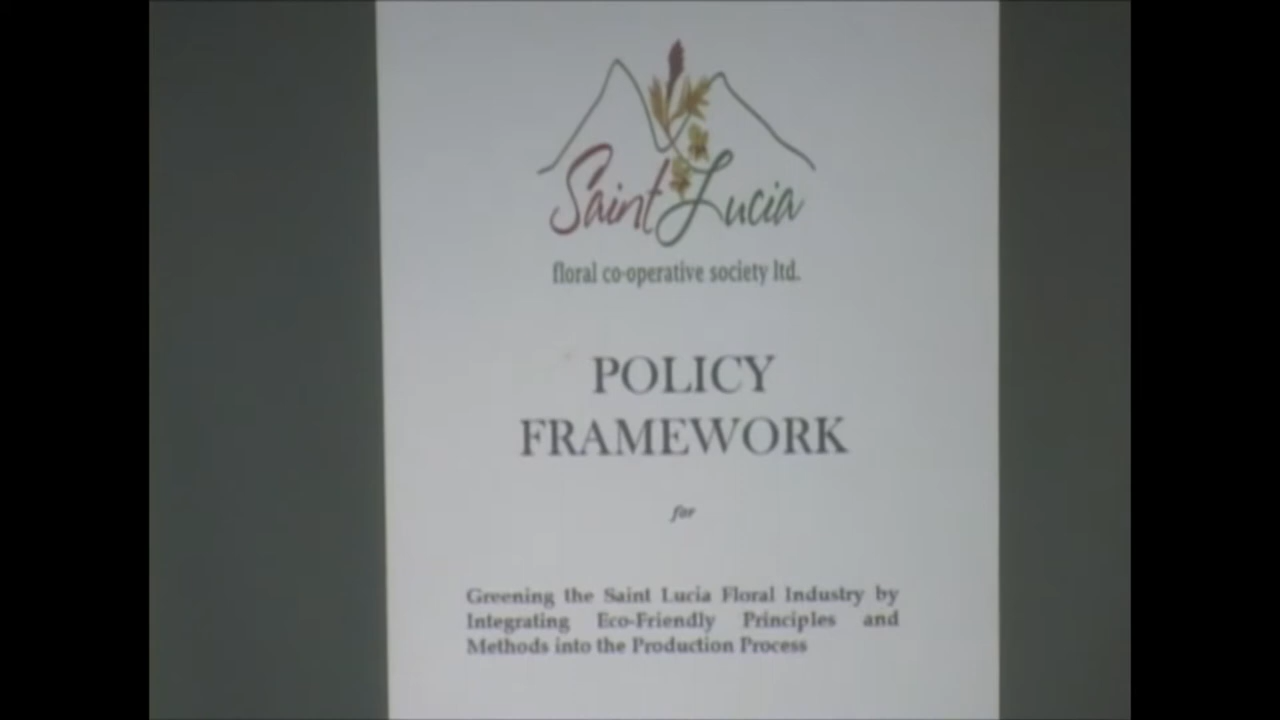 Saint Lucia
floral co-operative society ltd.
POLICY
FRAMEWORK
for
Greening the Saint Lucia Floral Industry by
Integrating Eco-Friendly Principles and
Methods into the Production Process